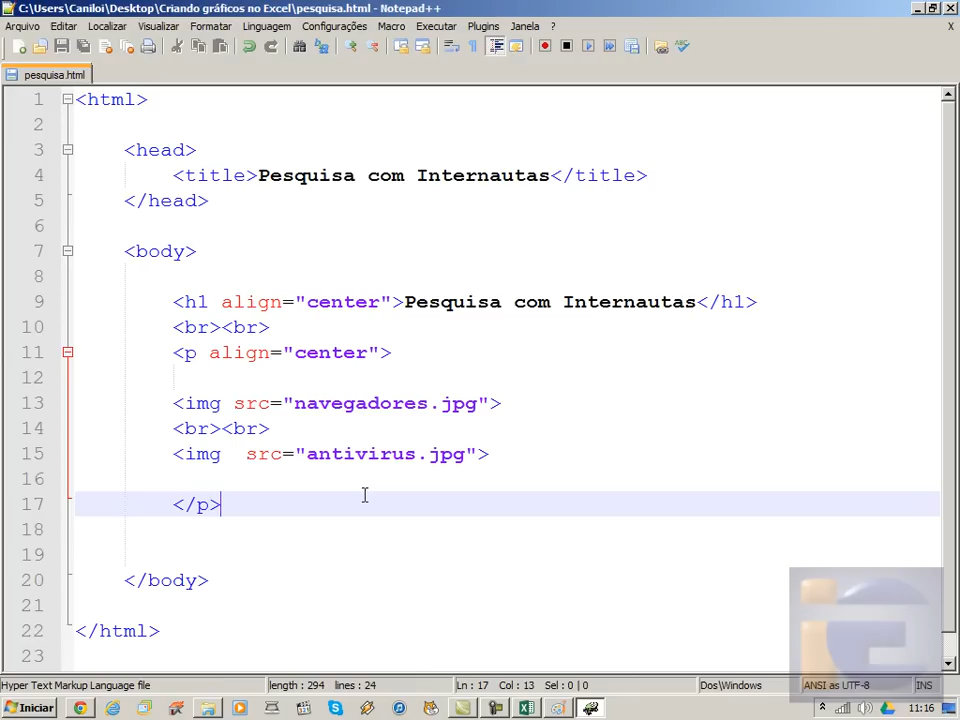 C:\Users\Caniloi\Desktop\Criando gráficos no Excel\pesquisa.html - Notepad++
Arquivo Editar Localizar Visualizar Formatar Linguagem Configurações Macro Executar Plugins Janela ? X
pesquisa.html
1 <html>
2
3 <head>
4 <title>Pesquisa com Internautas</title>
5 </head>
6
7 <body>
8
9 <h1 align="center">Pesquisa com Internautas</h1>
10 <br><br>
11 <p align="center">
12
13 <img src="navegadores.jpg">
14 <br><br>
15 <img  src="antivirus.jpg">
16
17 </p>
18
19
20 </body>
21
22 </html>
23
Hyper Text Markup Language file length : 294 lines : 24 Ln : 17 Col : 13 Sel : 0 | 0 Dos\Windows ANSI as UTF-8 INS
Iniciar 11:16